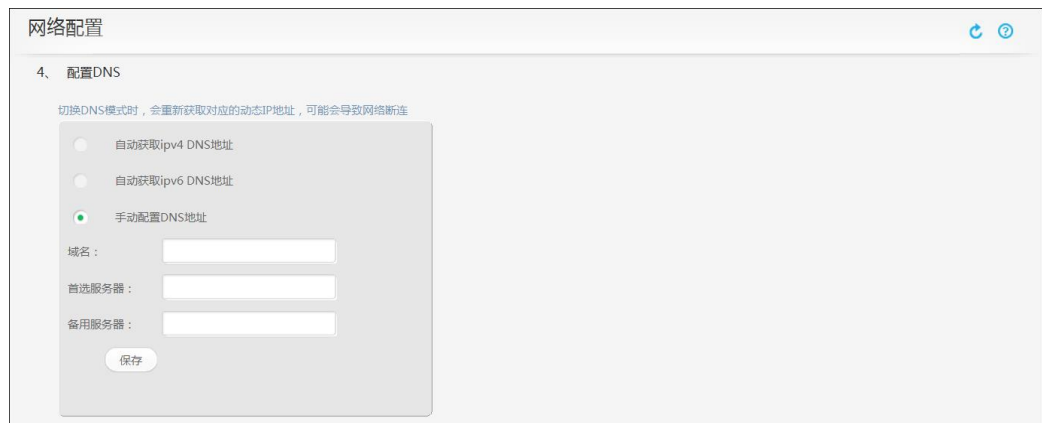 网络配置
4、 配置DNS
切换DNS模式时，会重新获取对应的动态IP地址，可能会导致网络断连
自动获取ipv4 DNS地址
自动获取ipv6 DNS地址
手动配置DNS地址
域名：
首选服务器：
备用服务器：
保存